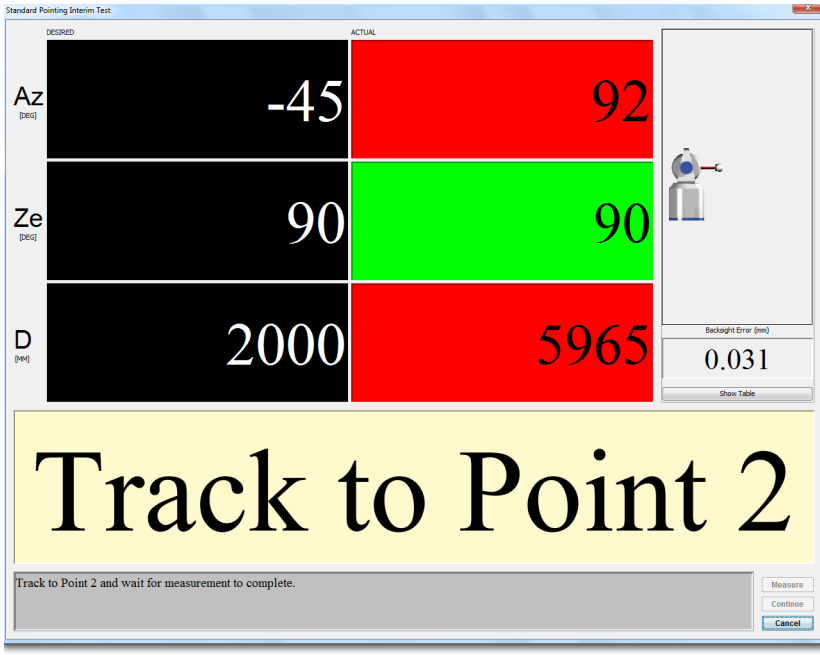 Standard Pointing Interim Test
DESIRED
ACTUAL
Az
[DEG]
-45
92
Ze
[DEG]
90
90
D
[MM]
2000
5965
Backsight Error (mm)
0.031
Show Table
Track to Point 2
Track to Point 2 and wait for measurement to complete.
Measure
Continue
Cancel